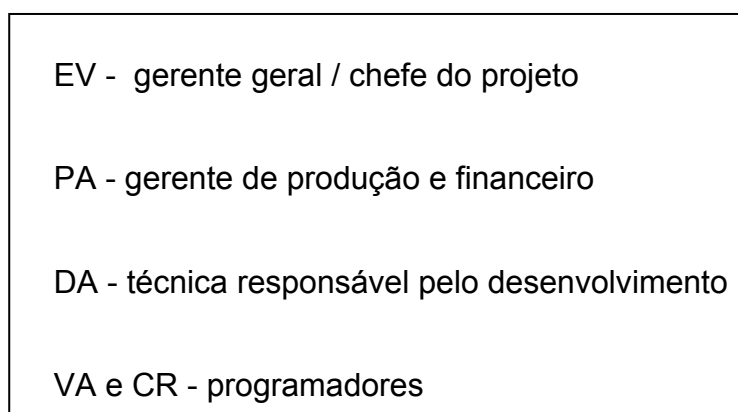 EV - gerente geral / chefe do projeto
PA - gerente de produção e financeiro
DA - técnica responsável pelo desenvolvimento
VA e CR - programadores